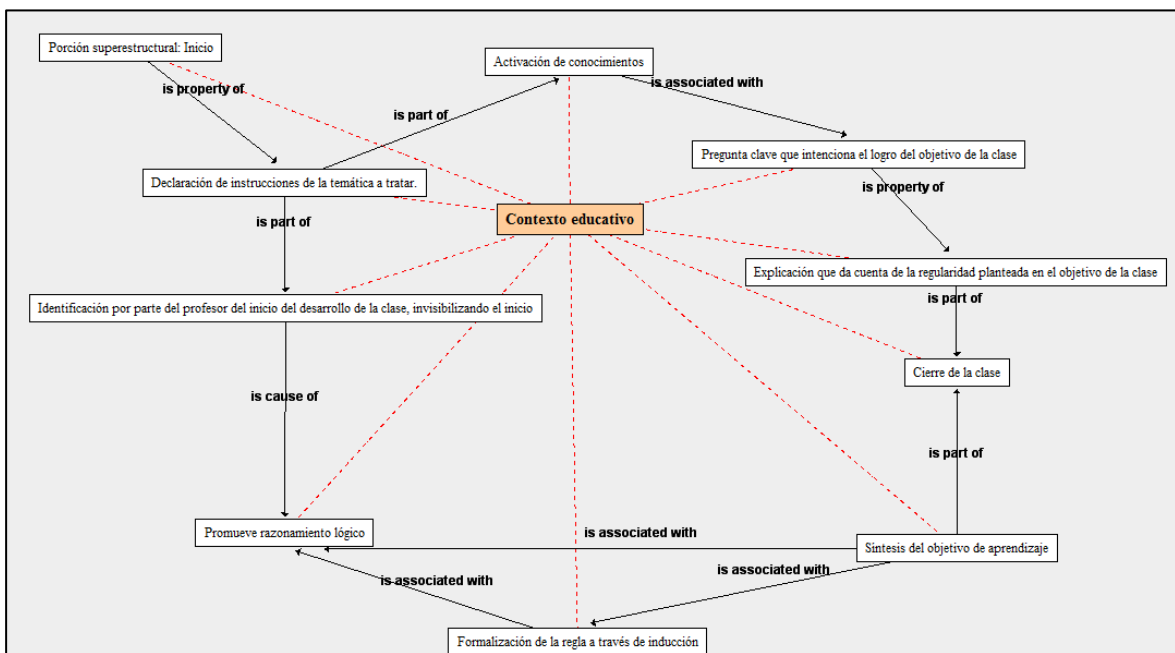 Porción superestructural: Inicio
Activación de conocimientos
is associated with
is property of
is part of
Pregunta clave que intenciona el logro del objetivo de la clase
Declaración de instrucciones de la temática a tratar.
is property of
Contexto educativo
is part of
Explicación que da cuenta de la regularidad planteada en el objetivo de la clase
is part of
Identificación por parte del profesor del inicio del desarrollo de la clase, invisibilizando el inicio
Cierre de la clase
is cause of
is part of
Promueve razonamiento lógico
is associated with
Síntesis del objetivo de aprendizaje
is associated with
is associated with
Formalización de la regla a través de inducción